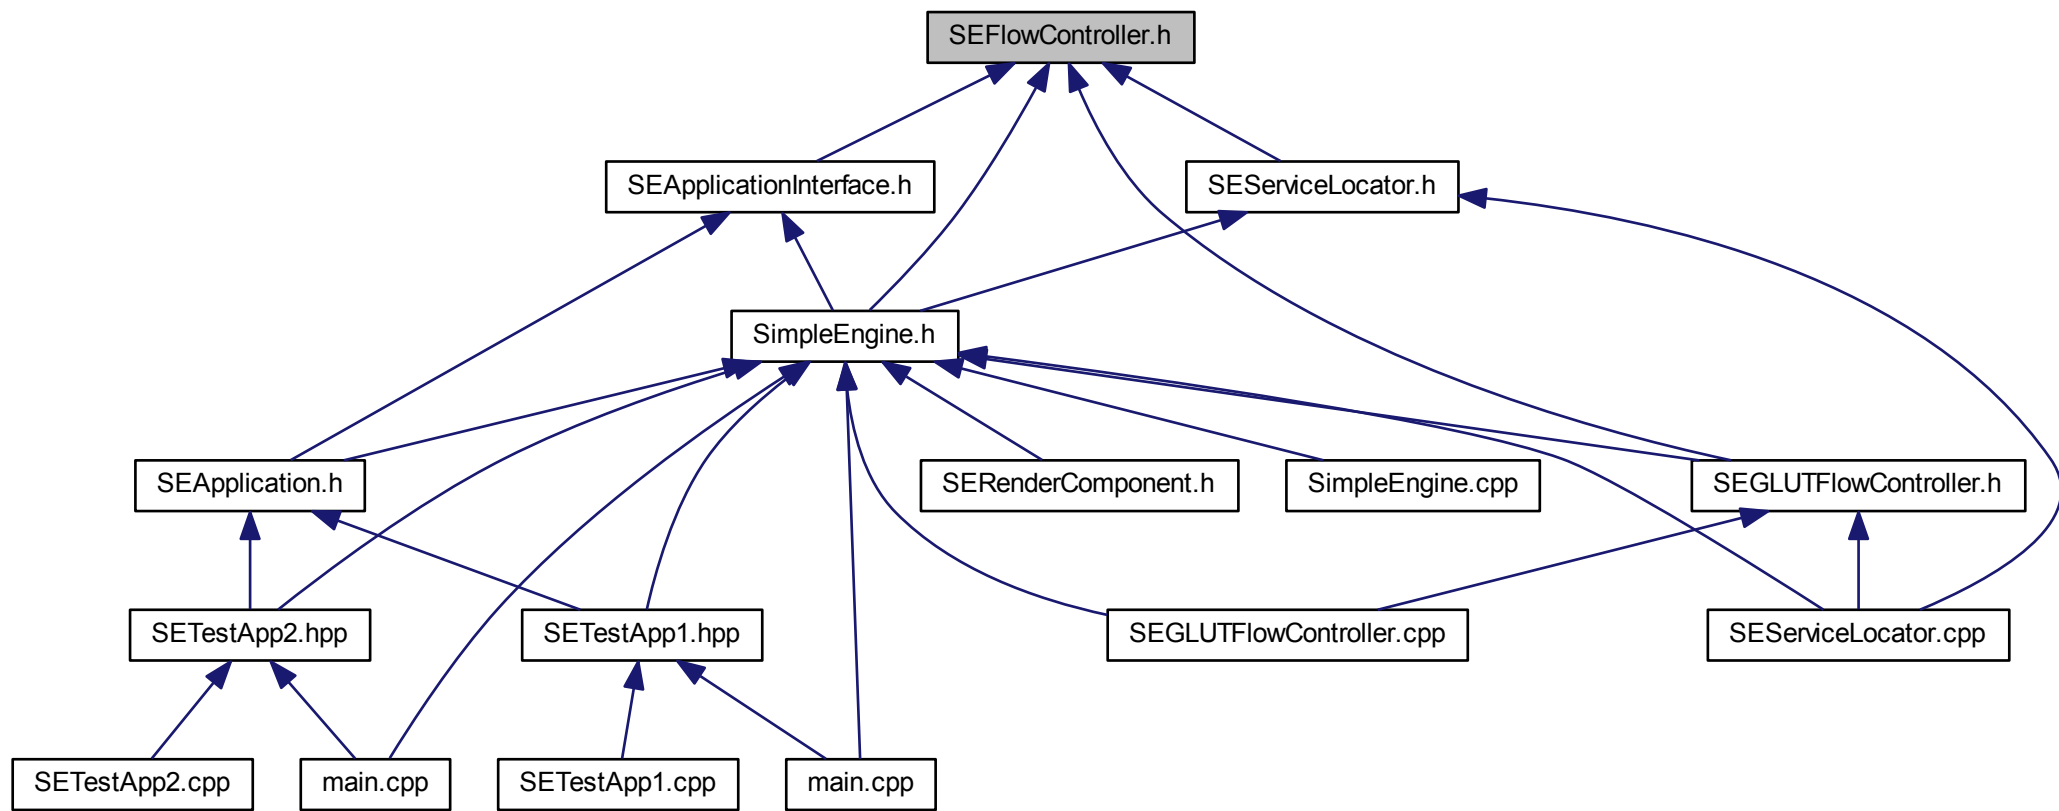 SEFlowController.h
SEApplicationInterface.h
SEServiceLocator.h
SimpleEngine.h
SEApplication.h
SERenderComponent.h
SimpleEngine.cpp
SEGLUTFlowController.h
SETestApp2.hpp
SETestApp1.hpp
SEGLUTFlowController.cpp
SEServiceLocator.cpp
SETestApp2.cpp
main.cpp
SETestApp1.cpp
main.cpp